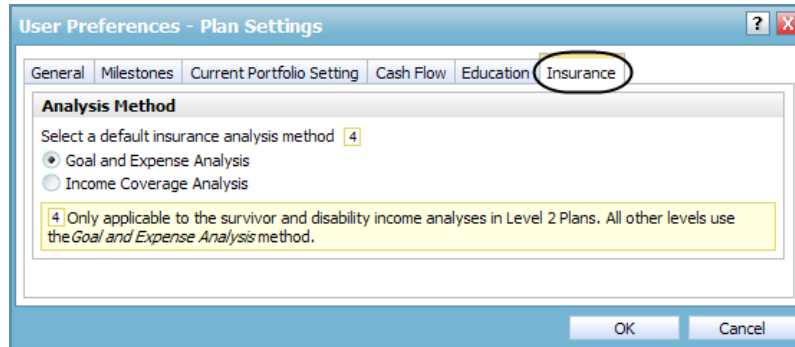 User Preferences - Plan Settings ? X
General Milestones Current Portfolio Setting Cash Flow Education Insurance
Analysis Method
Select a default insurance analysis method 4
Goal and Expense Analysis
Income Coverage Analysis
4 Only applicable to the survivor and disability income analyses in Level 2 Plans. All other levels use
the Goal and Expense Analysis method.
OK Cancel